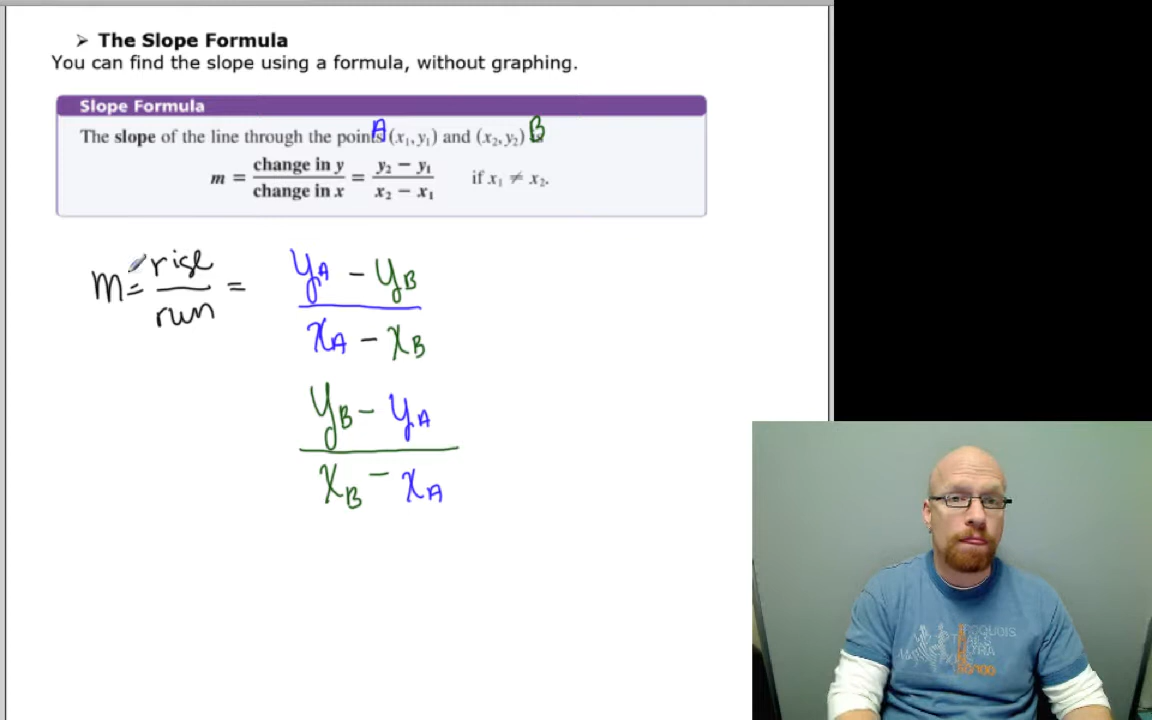 ➢ The Slope Formula
You can find the slope using a formula, without graphing.
Slope Formula
The slope of the line through the points A (x₁, y₁) and (x₂, y₂) B
m = change in y / change in x = y₂ − y₁ / x₂ − x₁ if x₁ ≠ x₂.
m = rise / run = yA − yB / xA − xB
yB − yA / xB − xA